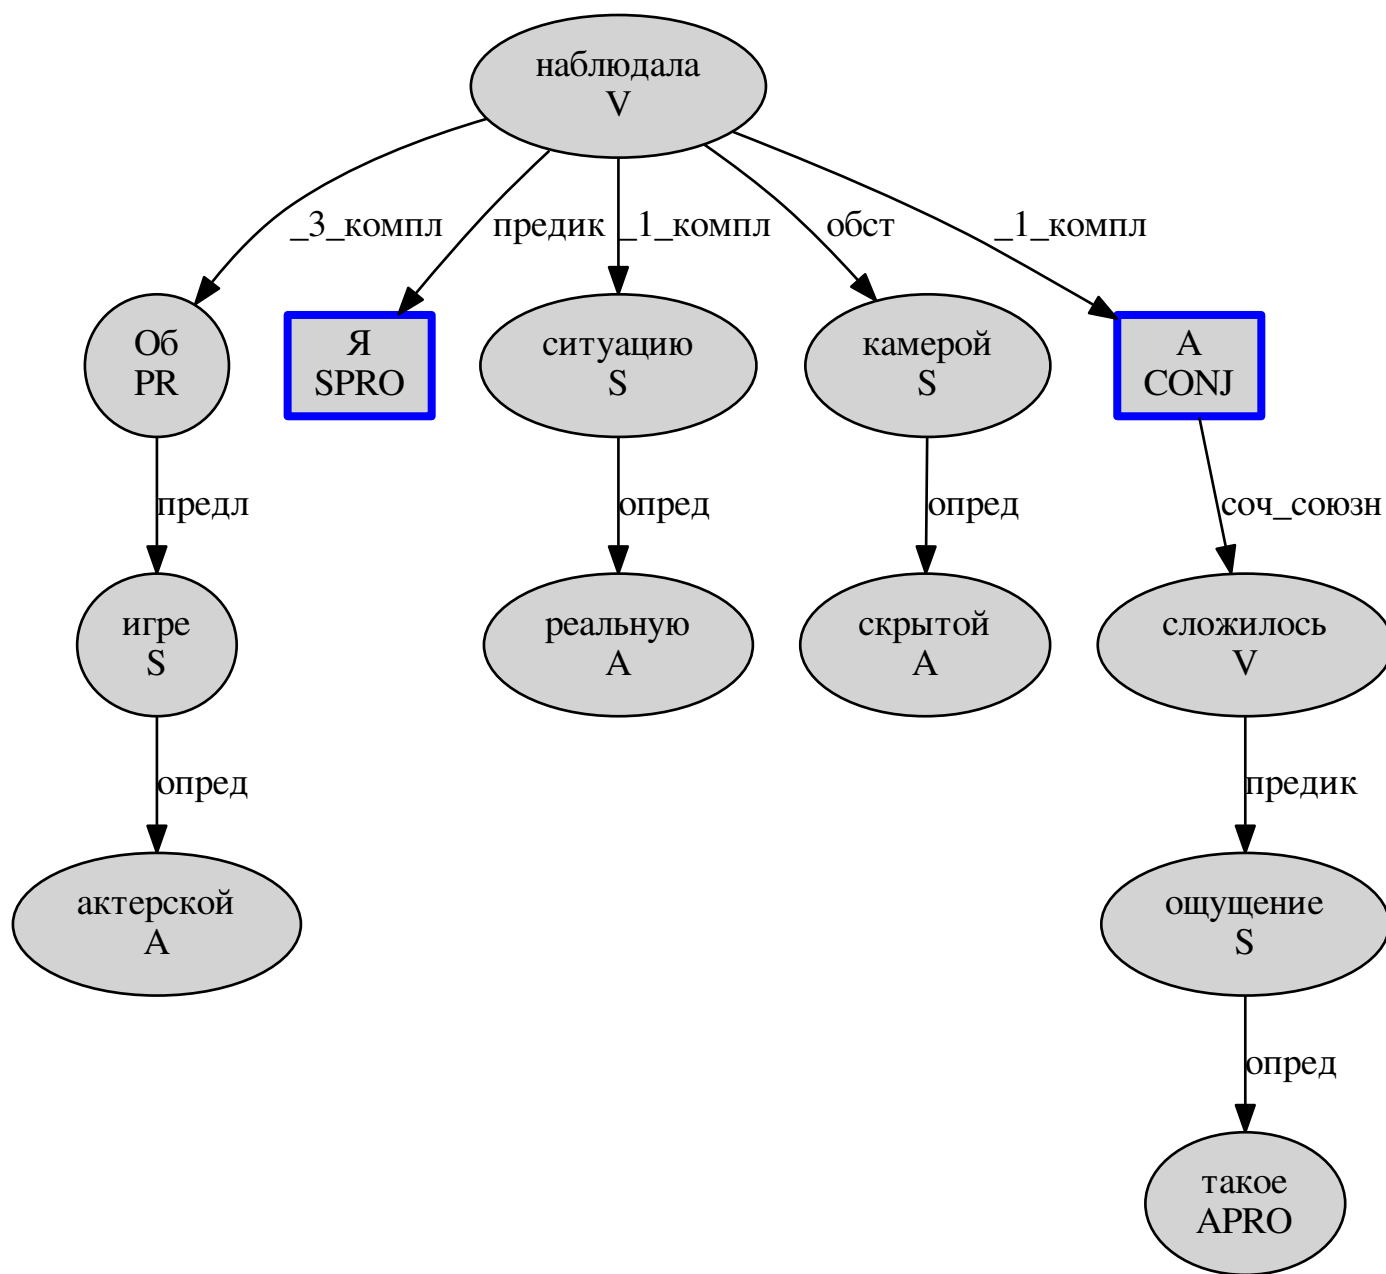 наблюдала
V
_3_компл
предик
_1_компл
обст
_1_компл
Об
PR
Я
SPRO
ситуацию
S
камерой
S
А
CONJ
предл
опред
опред
соч_союзн
игре
S
реальную
A
скрытой
A
сложилось
V
опред
предик
актерской
A
ощущение
S
опред
такое
APRO